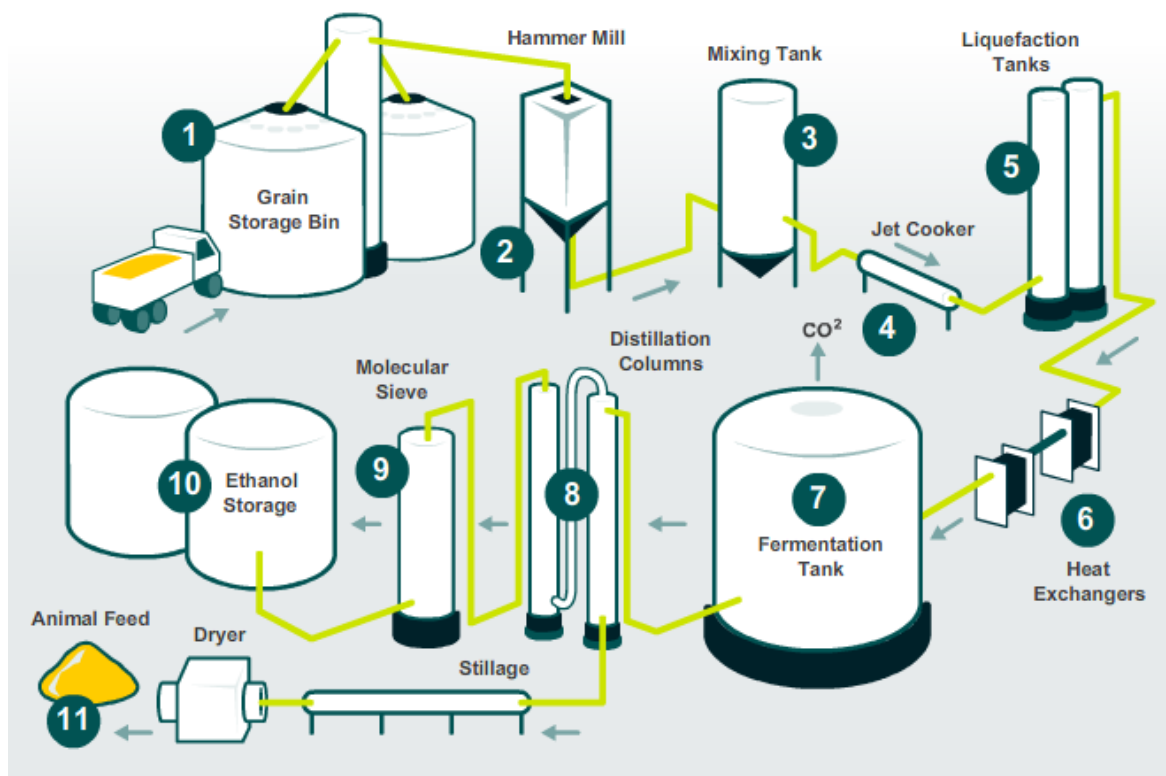 1
Grain
Storage Bin
Hammer Mill
2
Mixing Tank
3
Jet Cooker
4
Liquefaction
Tanks
5
6
Heat
Exchangers
CO²
7
Fermentation
Tank
Distillation
Columns
8
Molecular
Sieve
9
10
Ethanol
Storage
Stillage
Dryer
Animal Feed
11